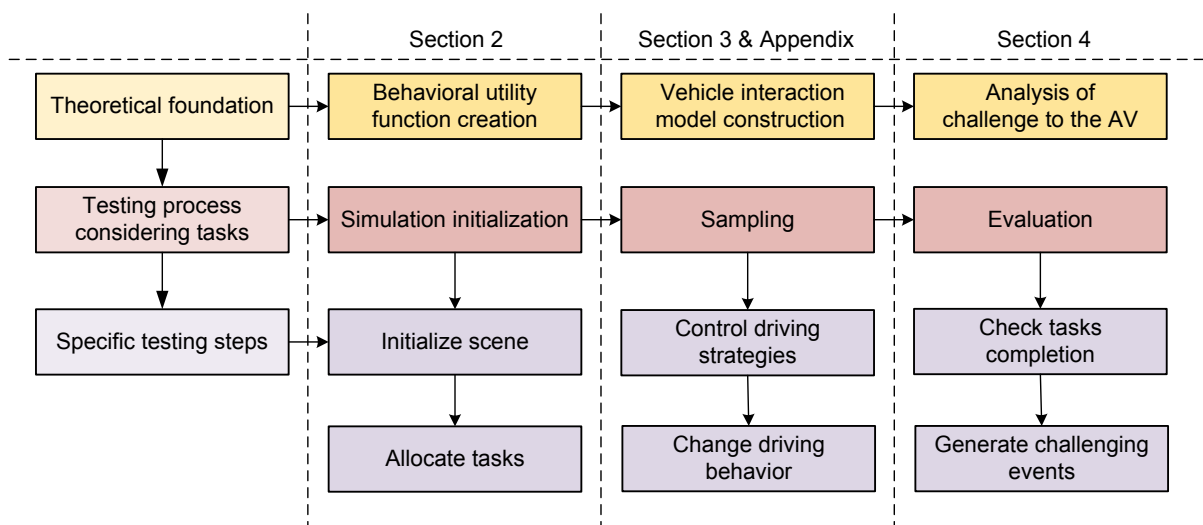 Section 2
Section 3 & Appendix
Section 4
Theoretical foundation
Behavioral utility
function creation
Vehicle interaction
model construction
Analysis of
challenge to the AV
Testing process
considering tasks
Simulation initialization
Sampling
Evaluation
Specific testing steps
Initialize scene
Control driving
strategies
Check tasks
completion
Allocate tasks
Change driving
behavior
Generate challenging
events